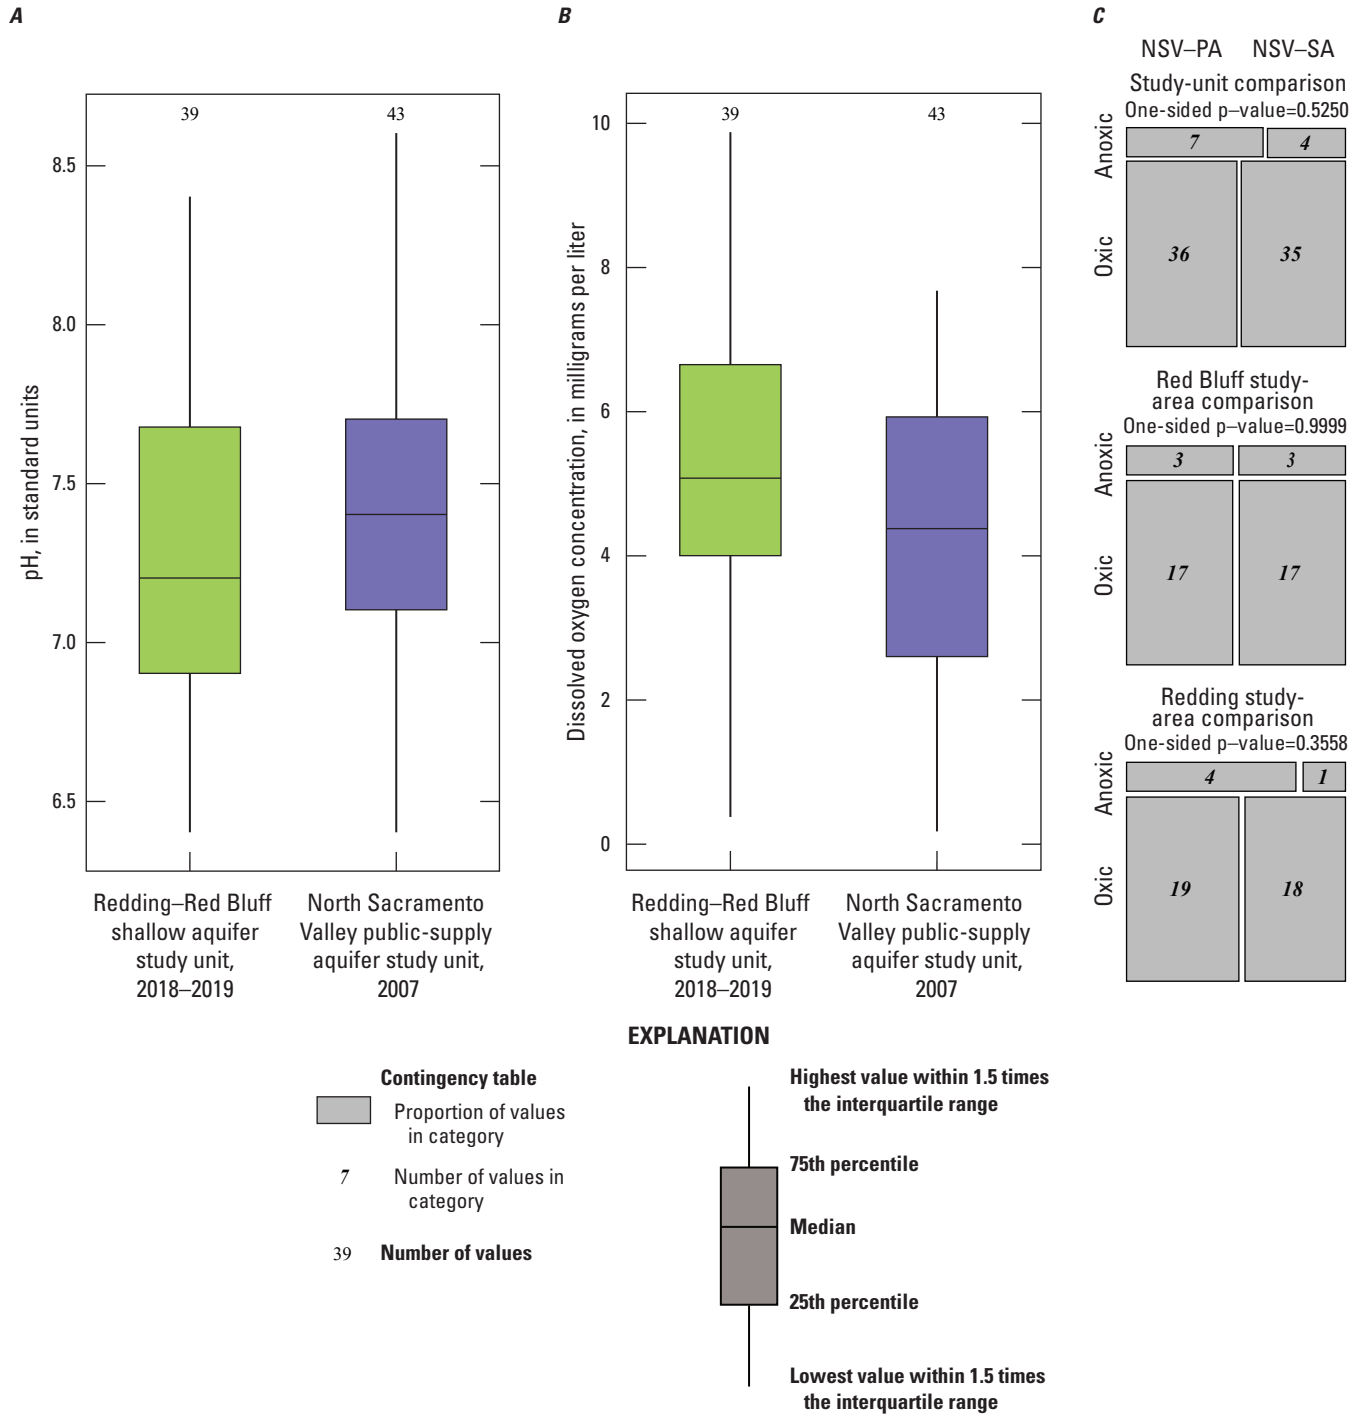 A
39
43
8.5
8.0
7.5
7.0
6.5
pH, in standard units
Redding–Red Bluff
shallow aquifer
study unit,
2018–2019
North Sacramento
Valley public-supply
aquifer study unit,
2007
B
39
43
10
10
8
8
6
6
4
4
2
2
0
0
Dissolved oxygen concentration, in milligrams per liter
Redding–Red Bluff
shallow aquifer
study unit,
2018–2019
North Sacramento
Valley public-supply
aquifer study unit,
2007
C
NSV–PA NSV–SA
Study-unit comparison
One-sided p–value=0.5250
Anoxic
7 4
Oxic
36 35
Red Bluff study-
area comparison
One-sided p–value=0.9999
Anoxic
3 3
Oxic
17 17
Redding study-
area comparison
One-sided p–value=0.3558
Anoxic
4 1
Oxic
19 18
EXPLANATION
Contingency table
Proportion of values
in category
7 Number of values in
category
39 Number of values
Highest value within 1.5 times
the interquartile range
75th percentile
Median
25th percentile
Lowest value within 1.5 times
the interquartile range